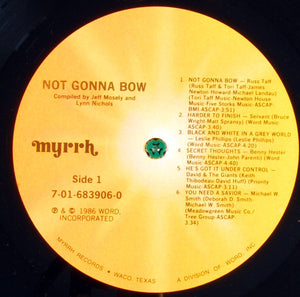 NOT GONNA BOW
Compiled by Jeff Mosely and
Lynn Nichols
myrrh
Side 1
7-01-683906-0
℗ & © 1986 WORD,
INCORPORATED
1. NOT GONNA BOW — Russ Taff
(Russ Taff & Tori Taff-James
Newton Howard-Michael Landau)
(Tori Taff Music-Newton House
Music-Five Storks Music-ASCAP-
BMI-ASCAP-3:51)
2. HARDER TO FINISH — Servant (Bruce
Wright-Matt Spransy) (Word Music
ASCAP-3:40)
3. BLACK AND WHITE IN A GREY WORLD
— Leslie Phillips (Leslie Phillips)
(Word Music-ASCAP-4:20)
4. SECRET THOUGHTS — Benny Hester
(Benny Hester-John Parenti) (Word
Music-ASCAP-4:40)
5. HE'S GOT IT UNDER CONTROL —
David & The Giants (Keith
Thibodeau-David Huff) (Priority
Music-ASCAP-3:11)
6. YOU NEED A SAVIOR — Michael W.
Smith (Deborah D. Smith-
Michael W. Smith)
(Meadowgreen Music Co./
Tree Group-ASCAP-
3:34)
MYRRH RECORDS • WACO, TEXAS
A DIVISION OF WORD, INC.